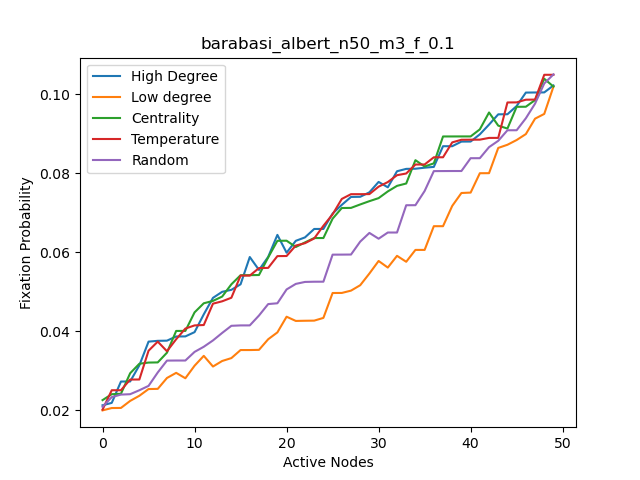 barabasi_albert_n50_m3_f_0.1
High Degree
Low degree
Centrality
Temperature
Random
Fixation Probability
0.10
0.08
0.06
0.04
0.02
0 10 20 30 40 50
Active Nodes